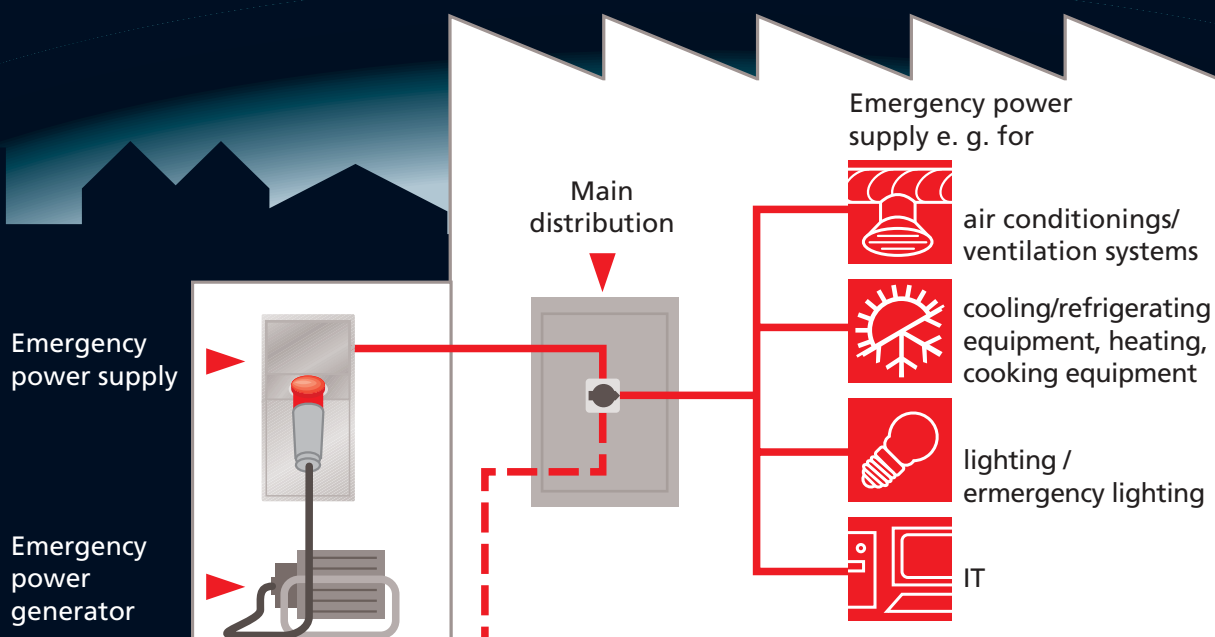 Emergency power
supply e. g. for
Main
distribution
air conditionings/
ventilation systems
Emergency
power supply
cooling/refrigerating
equipment, heating,
cooking equipment
lighting /
ermergency lighting
Emergency
power
generator
IT